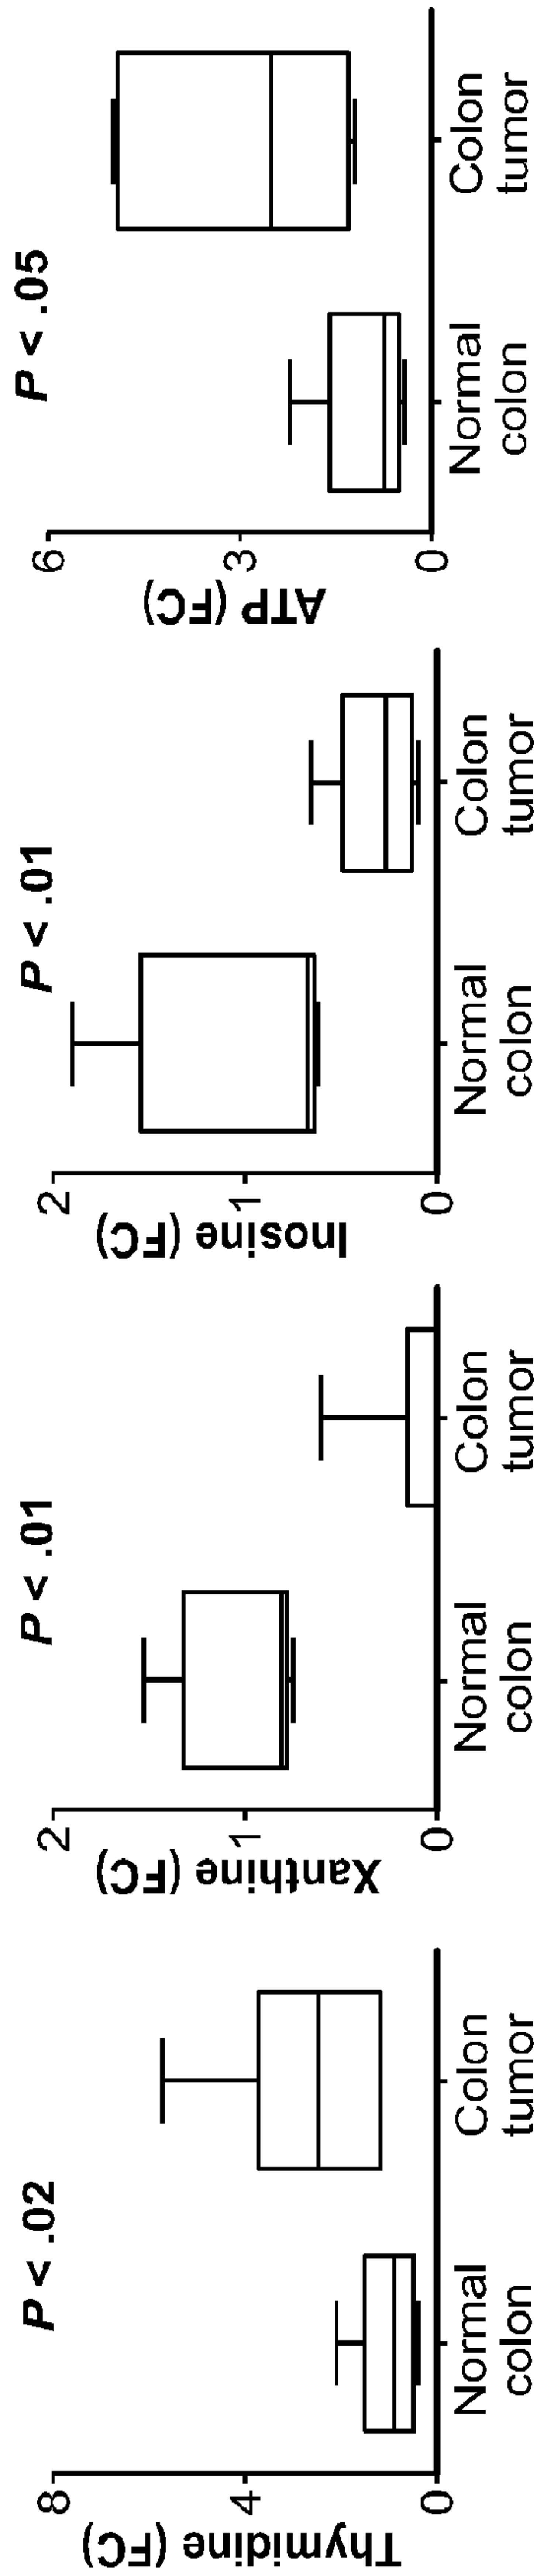 Thymidine (FC)
8
4
0
P < .02
Normal
colon
Colon
tumor
Xanthine (FC)
2
1
0
P < .01
Normal
colon
Colon
tumor
Inosine (FC)
2
1
0
P < .01
Normal
colon
Colon
tumor
ATP (FC)
6
3
0
P < .05
Normal
colon
Colon
tumor